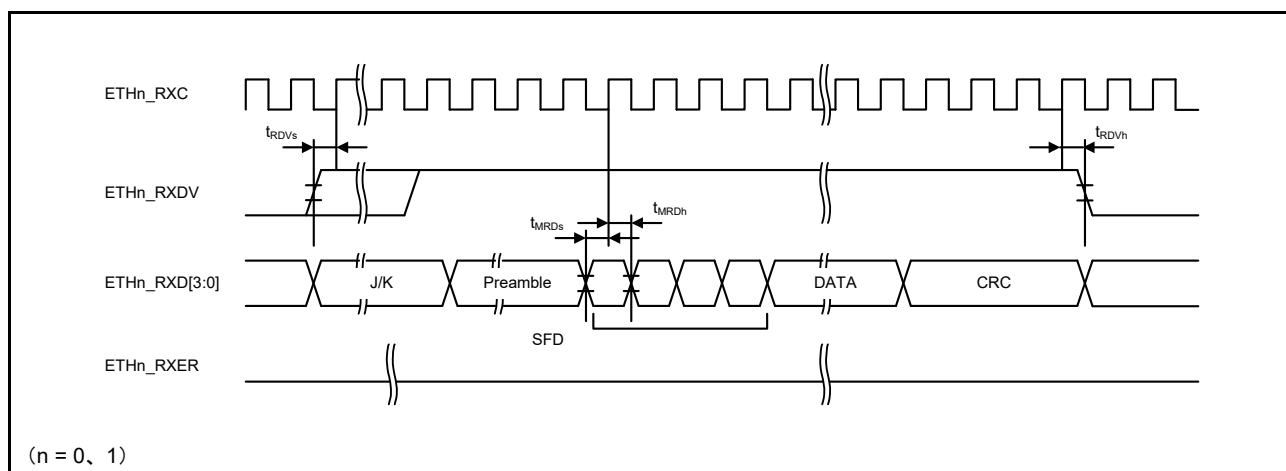 ETHn_RXC
tRDVs
tRDVh
ETHn_RXDV
tMRDs
tMRDh
ETHn_RXD[3:0]
J/K
Preamble
DATA
CRC
SFD
ETHn_RXER
（n = 0、1）